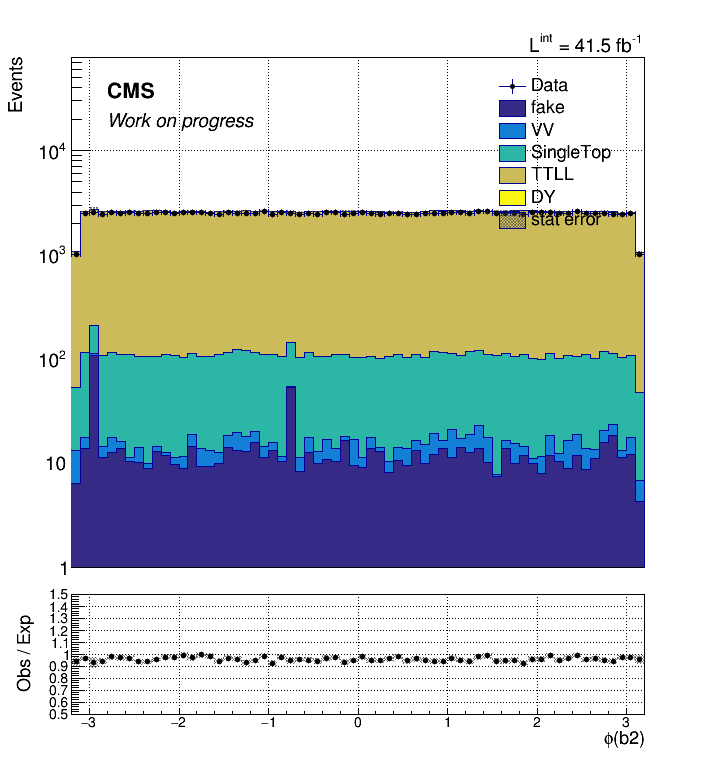 L^int = 41.5 fb^-1
Events
CMS
Work on progress
Data
fake
VV
SingleTop
TTLL
DY
stat error
10^4
10^3
10^2
10
1
Obs / Exp
1.5
1.4
1.3
1.2
1.1
1
0.9
0.8
0.7
0.6
0.5
−3 −2 −1 0 1 2 3
ϕ(b2)